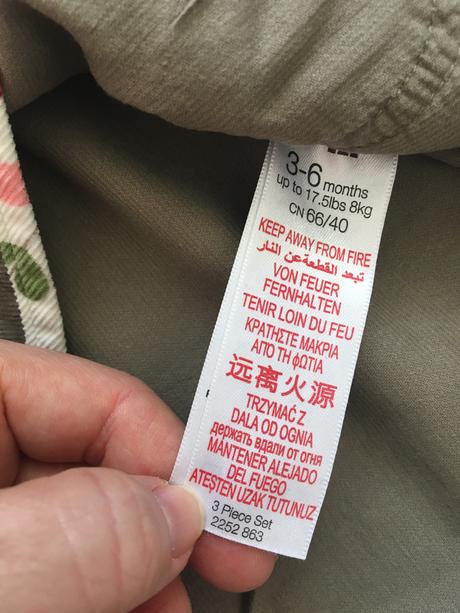 3-6 months
up to 17.5lbs 8kg
CN 66/40
KEEP AWAY FROM FIRE
تبعد القطعة عن النار
VON FEUER
FERNHALTEN
TENIR LOIN DU FEU
ΚΡΑΤΗΣΤΕ ΜΑΚΡΙΑ
ΑΠΟ ΤΗ φΩΤΙΑ
远离火源
TRZYMAĆ Z
DALA OD OGNIA
держать вдали от огня
MANTENER ALEJADO
DEL FUEGO
ATEŞTEN UZAK TUTUNUZ
3 Piece Set
2252 863